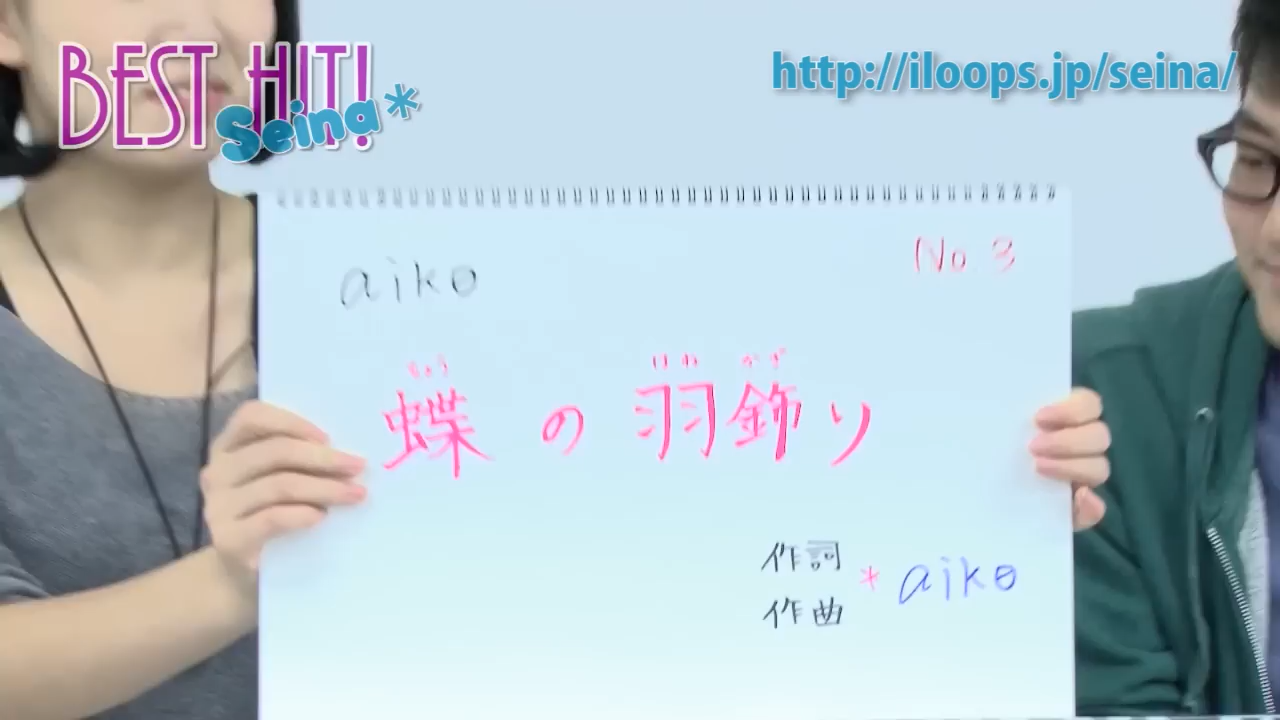 BEST HIT!
Seina*
http://iloops.jp/seina/
aiko
No 3
ちょう はね かざ
蝶の羽飾り
作詞
作曲
* aiko